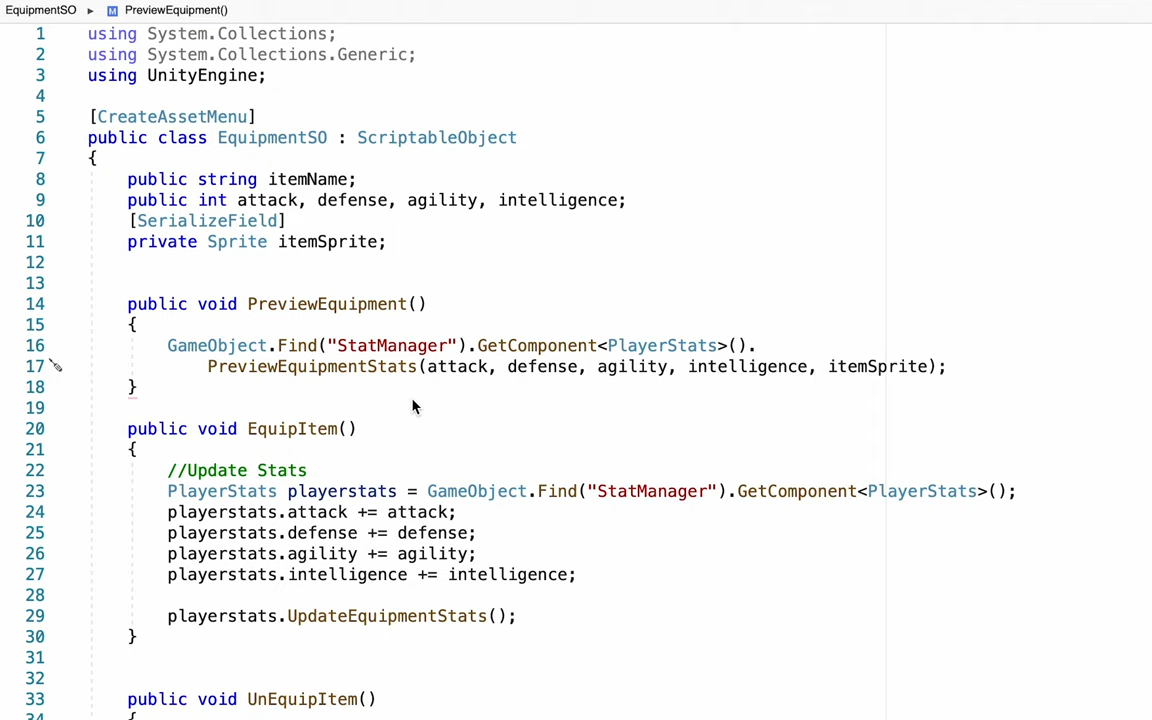 EquipmentSO ▸ M PreviewEquipment()
1 using System.Collections;
2 using System.Collections.Generic;
3 using UnityEngine;
4
5 [CreateAssetMenu]
6 public class EquipmentSO : ScriptableObject
7 {
8 public string itemName;
9 public int attack, defense, agility, intelligence;
10 [SerializeField]
11 private Sprite itemSprite;
12
13
14 public void PreviewEquipment()
15 {
16 GameObject.Find("StatManager").GetComponent<PlayerStats>().
17 PreviewEquipmentStats(attack, defense, agility, intelligence, itemSprite);
18 }
19
20 public void EquipItem()
21 {
22 //Update Stats
23 PlayerStats playerstats = GameObject.Find("StatManager").GetComponent<PlayerStats>();
24 playerstats.attack += attack;
25 playerstats.defense += defense;
26 playerstats.agility += agility;
27 playerstats.intelligence += intelligence;
28
29 playerstats.UpdateEquipmentStats();
30 }
31
32
33 public void UnEquipItem()
34 {